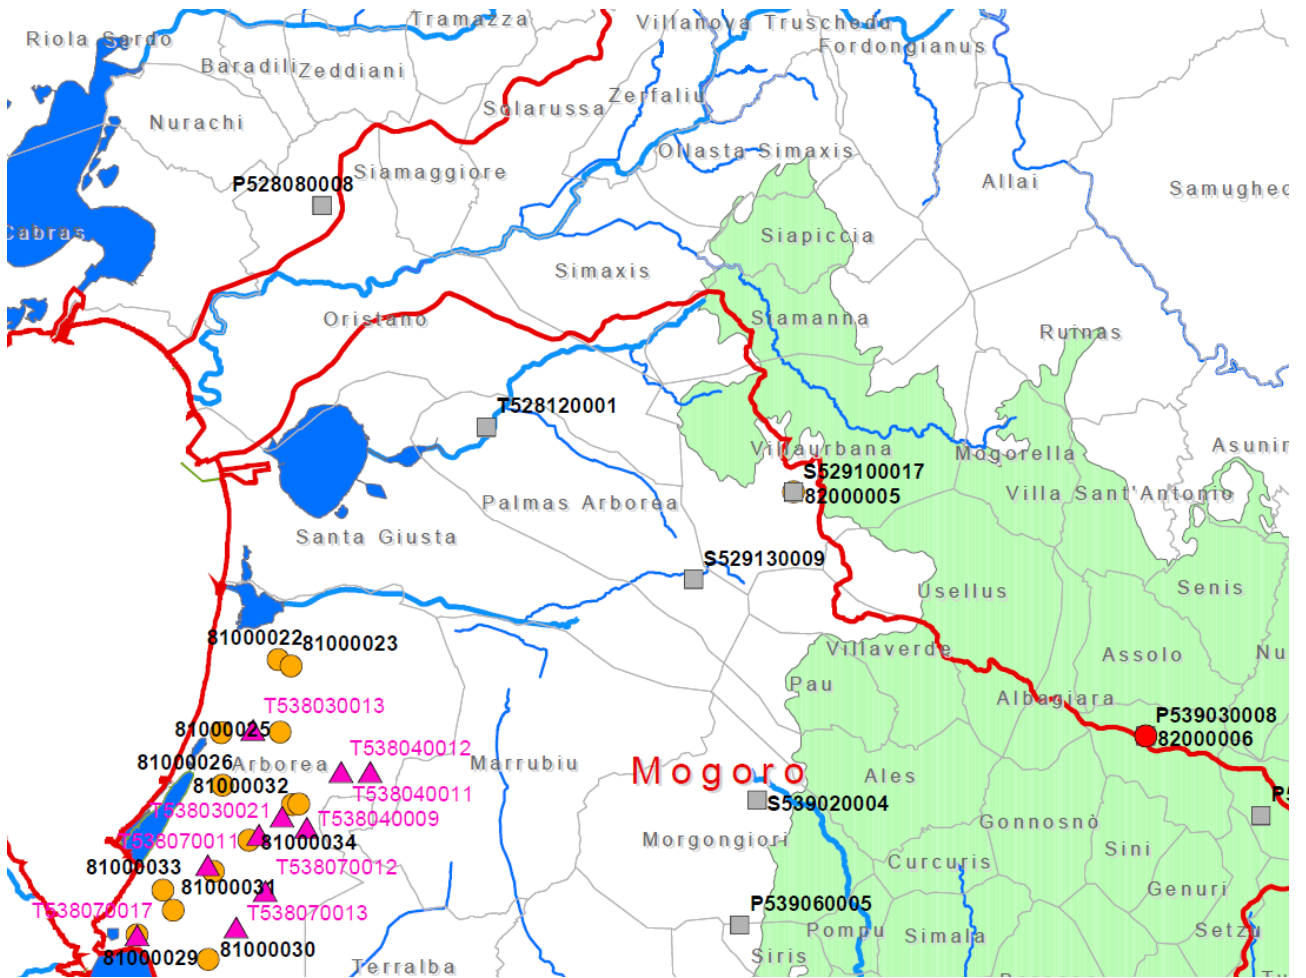 Tramazza
Villanova Truschedu
Riola Sardo
Fordongianus
Baradili
Zeddiani
Zerfaliu
Solarussa
Nurachi
Ollasta Simaxis
Siamaggiore
Allai
P528080008
Samugheo
Cabras
Siapiccia
Simaxis
Oristano
Siamanna
Ruinas
T528120001
Villaurbana
Mogorella
Asunin
S529100017
82000005
Villa Sant'Antonio
Palmas Arborea
Santa Giusta
S529130009
Usellus
Senis
81000022
81000023
Villaverde
Assolo
Nu
Pau
Albagiara
T538030013
P539030008
81000025
82000006
T538040012
81000026
Arborea
Marrubiu
Mogoro
Ales
81000032
T538040011
T538030021
T538040009
S539020004
P5
Gonnosnò
T538070011
81000034
Morgongiori
Sini
81000033
T538070012
Curcuris
81000031
Genuri
T538070017
T538070013
P539060005
Pompu
Simala
Setzu
81000029
81000030
Siris
Terralba